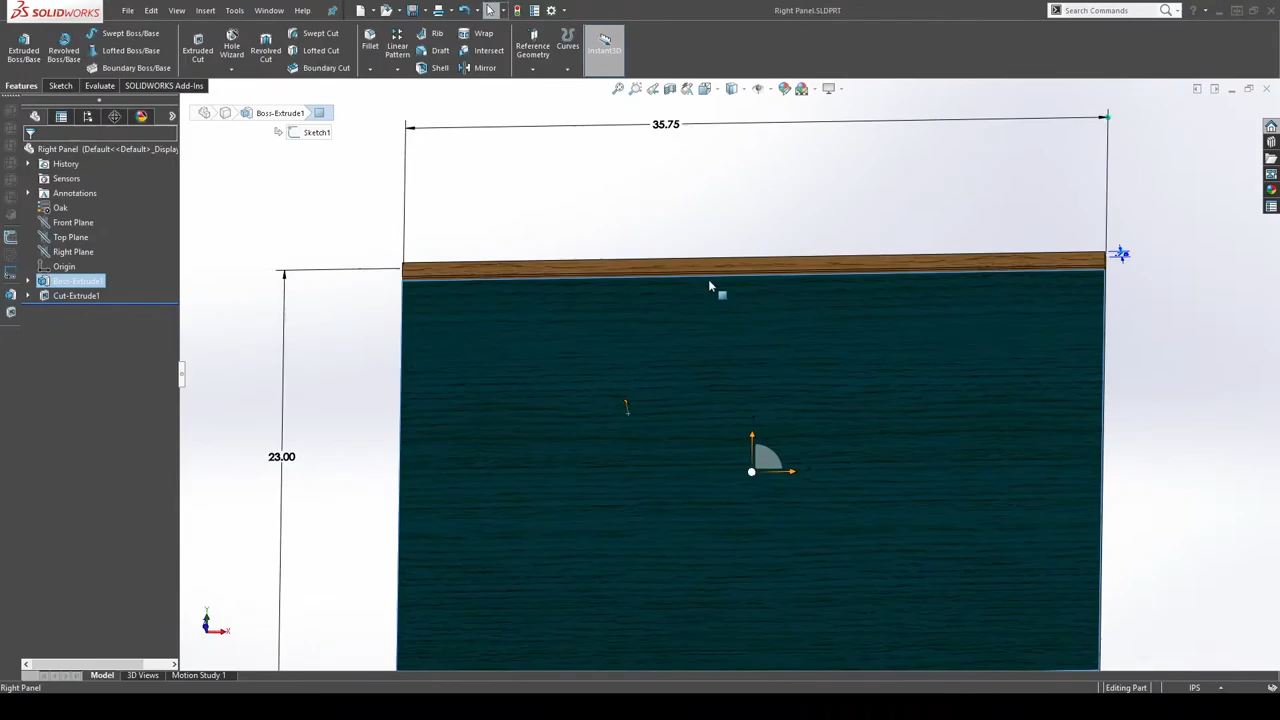 SOLIDWORKS
File Edit View Insert Tools Window Help
Right Panel.SLDPRT
Search Commands
Extruded Boss/Base
Revolved Boss/Base
Swept Boss/Base
Lofted Boss/Base
Boundary Boss/Base
Extruded Cut
Hole Wizard
Revolved Cut
Swept Cut
Lofted Cut
Boundary Cut
Fillet
Linear Pattern
Rib
Draft
Shell
Wrap
Intersect
Mirror
Reference Geometry
Curves
Instant3D
Features Sketch Evaluate SOLIDWORKS Add-Ins
Boss-Extrude1
Sketch1
Right Panel (Default<<Default>_Display
History
Sensors
Annotations
Oak
Front Plane
Top Plane
Right Plane
Origin
Boss-Extrude1
Cut-Extrude1
35.75
23.00
Y
X
Model 3D Views Motion Study 1
Right Panel
Editing Part
IPS